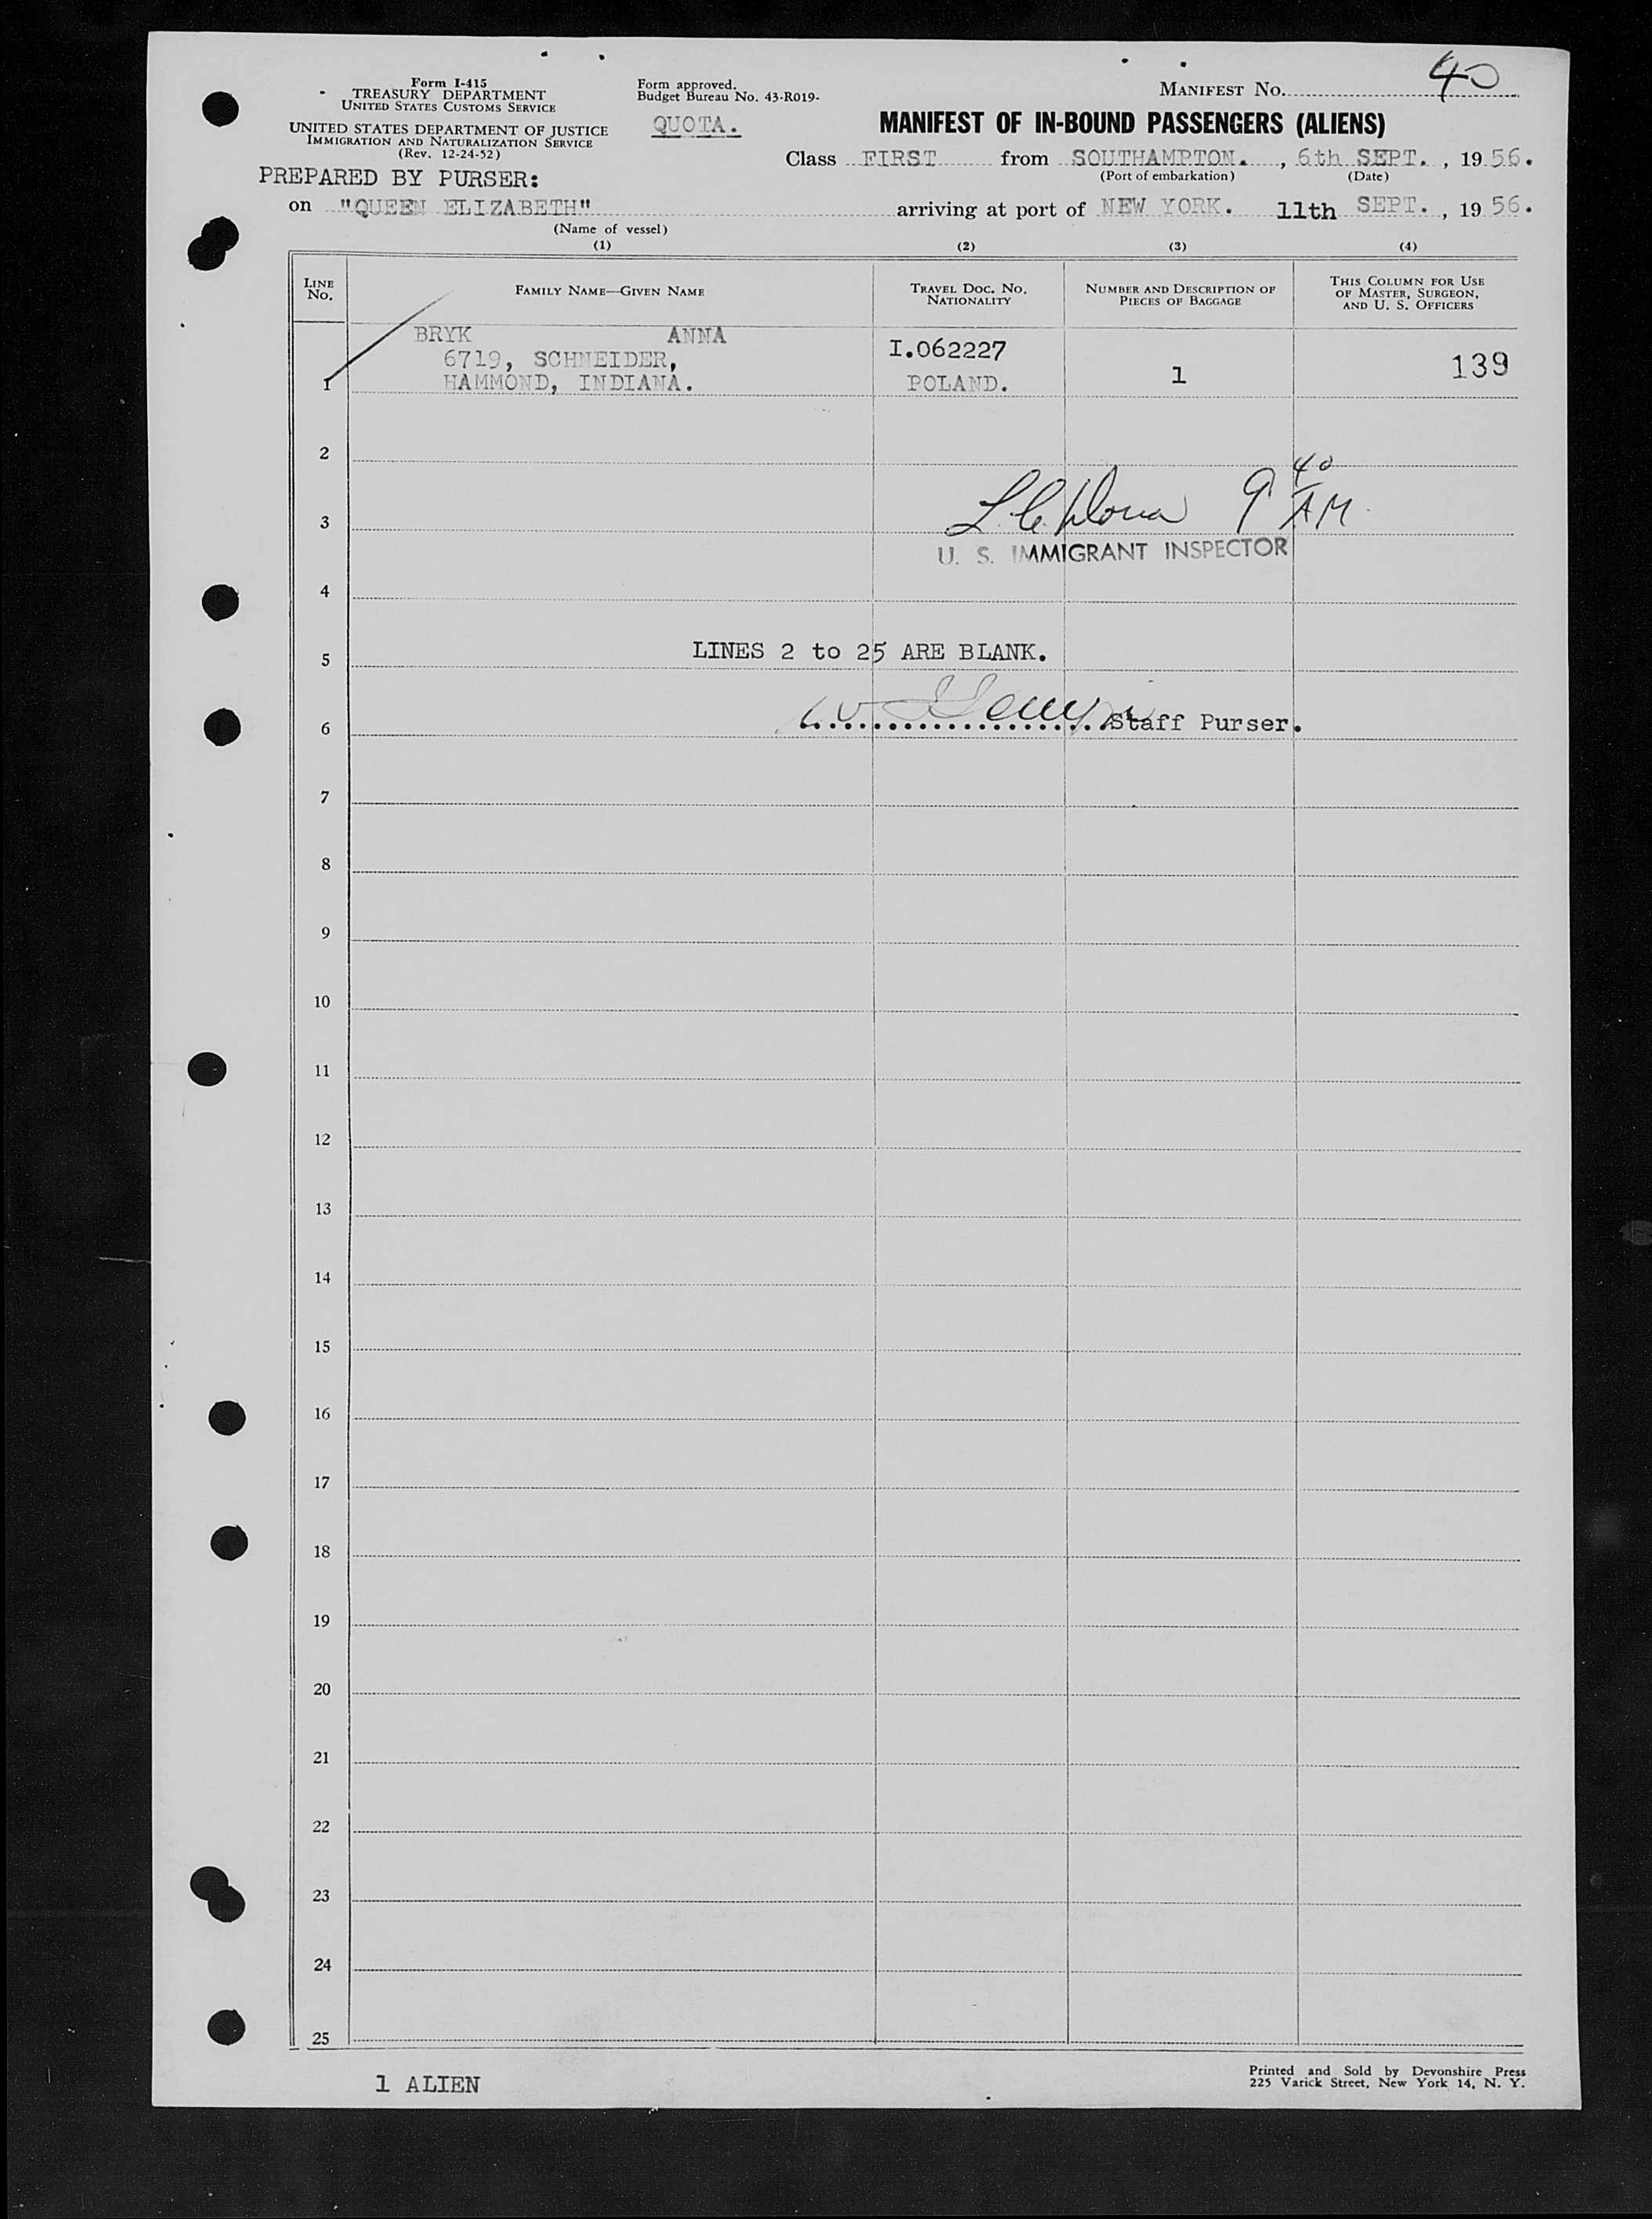 Form I-415
TREASURY DEPARTMENT
UNITED STATES CUSTOMS SERVICE
UNITED STATES DEPARTMENT OF JUSTICE
IMMIGRATION AND NATURALIZATION SERVICE
(Rev. 12-24-52)
Form approved.
Budget Bureau No. 43-R019-
QUOTA.
MANIFEST No. 40
MANIFEST OF IN-BOUND PASSENGERS (ALIENS)
Class FIRST from SOUTHAMPTON. , 6th SEPT. , 19 56.
(Port of embarkation) (Date)
PREPARED BY PURSER:
on "QUEEN ELIZABETH" arriving at port of NEW YORK. 11th SEPT. , 19 56.
(Name of vessel)
(1) (2) (3) (4)
LINE No. FAMILY NAME—GIVEN NAME TRAVEL DOC. No. NATIONALITY NUMBER AND DESCRIPTION OF PIECES OF BAGGAGE THIS COLUMN FOR USE OF MASTER, SURGEON, AND U. S. OFFICERS
BRYK ANNA
6719, SCHNEIDER, I.062227 139
1 HAMMOND, INDIANA. POLAND. 1
2
9 40 AM
3
U. S. IMMIGRANT INSPECTOR
4
LINES 2 to 25 ARE BLANK.
5
Staff Purser.
6
7
8
9
10
11
12
13
14
15
16
17
18
19
20
21
22
23
24
25
1 ALIEN
Printed and Sold by Devonshire Press
225 Varick Street, New York 14, N. Y.